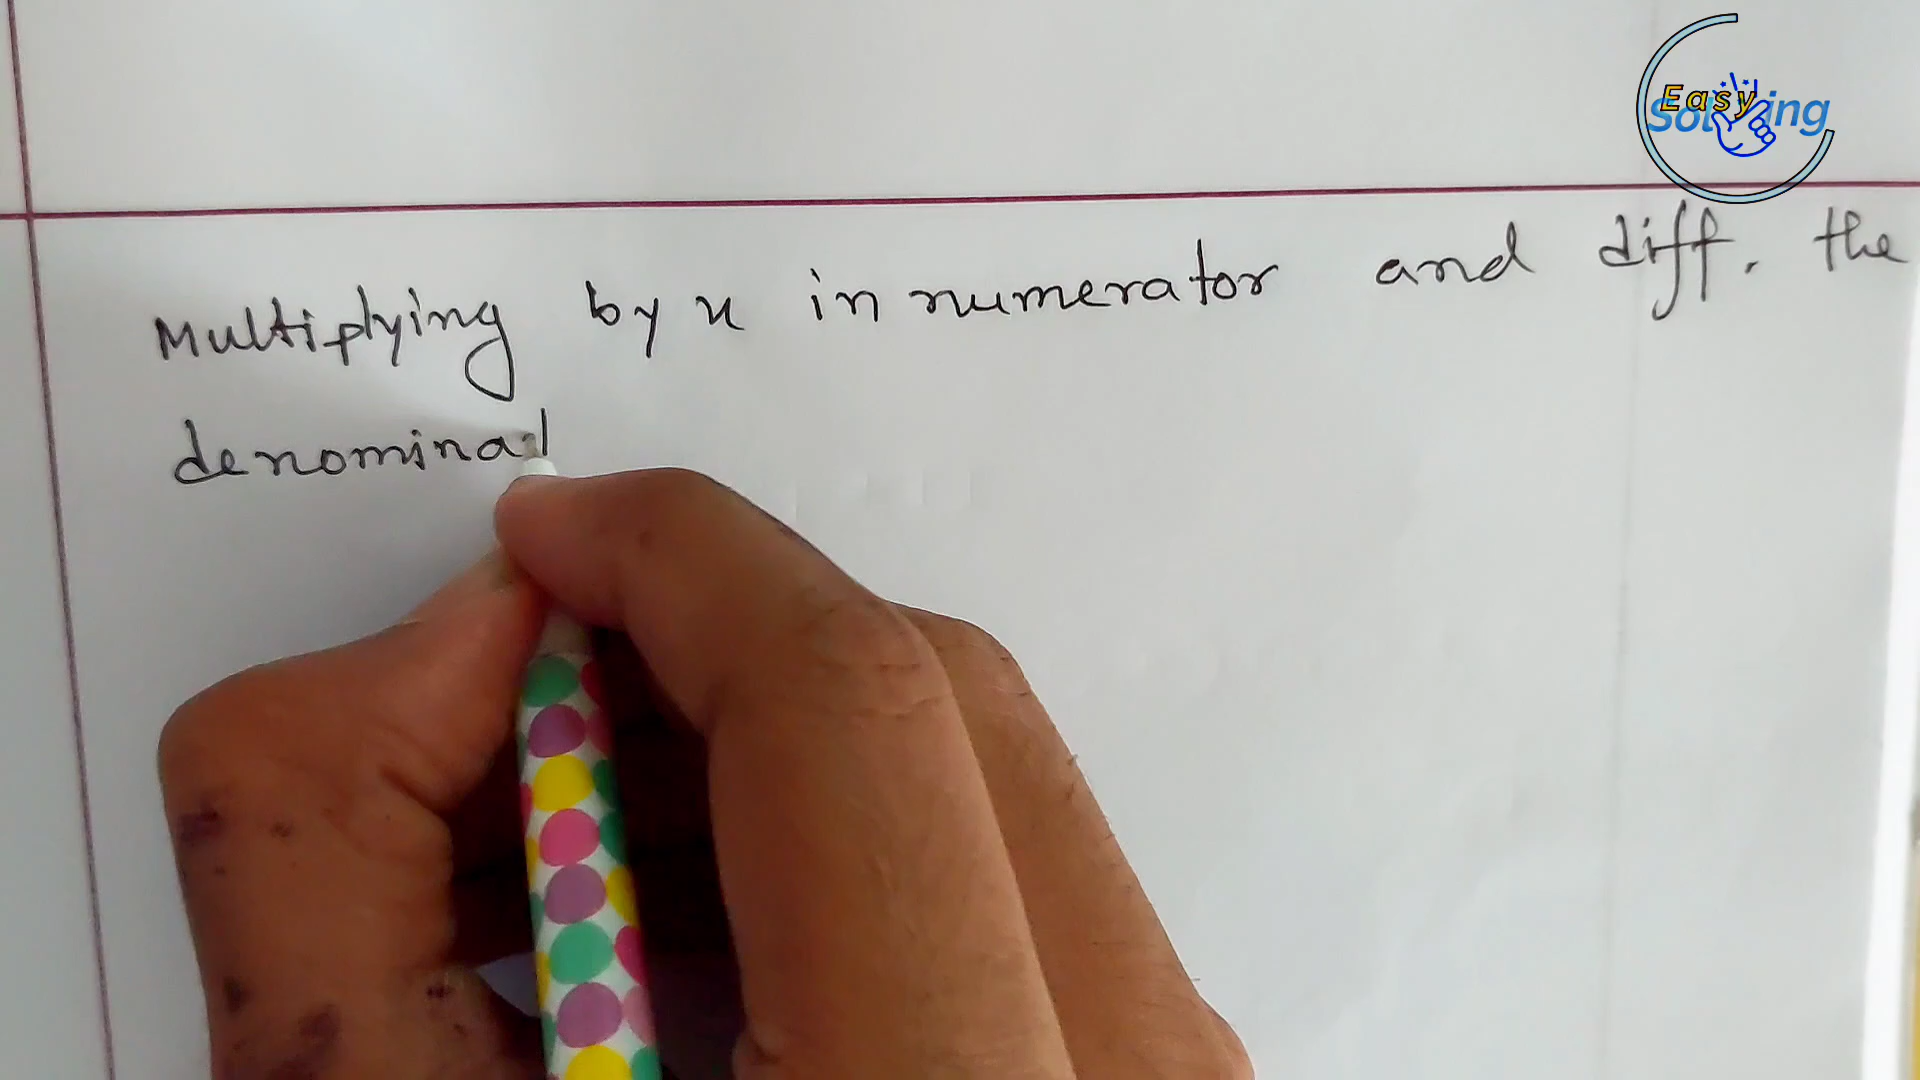 Easy
Solving
Multiplying by x in numerator and diff. the
denominat